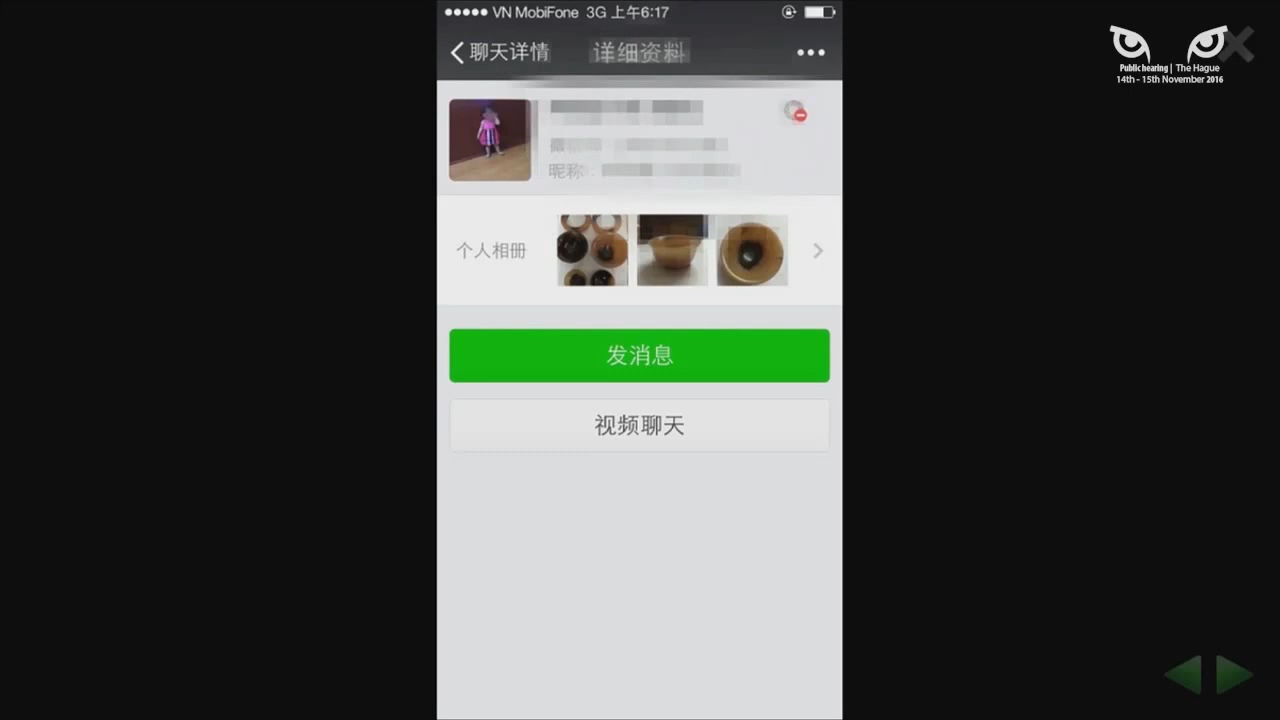 VN MobiFone 3G 上午6:17
聊天详情
详细资料
昵称:
个人相册
发消息
视频聊天
Public hearing | The Hague
14th - 15th November 2016